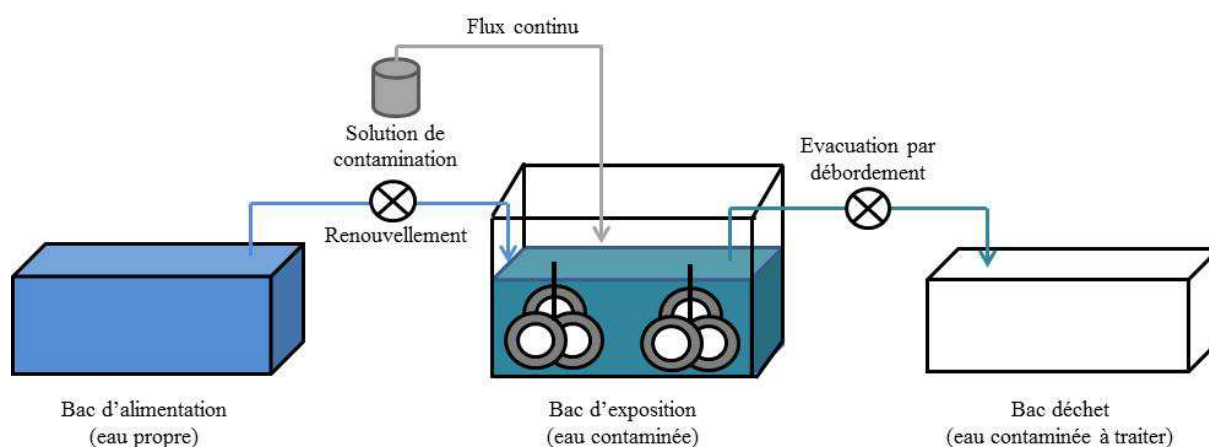 Flux continu
Solution de
contamination
Renouvellement
Evacuation par
débordement
Bac d’alimentation
(eau propre)
Bac d’exposition
(eau contaminée)
Bac déchet
(eau contaminée à traiter)